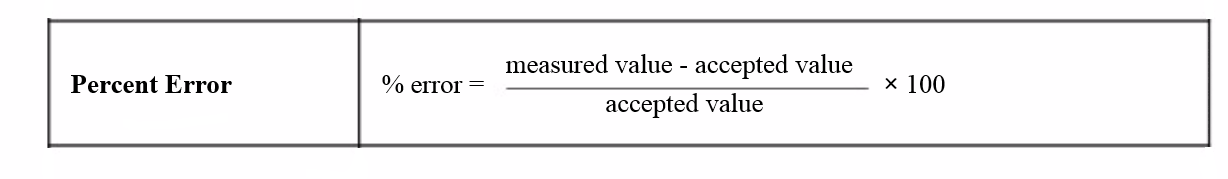 Percent Error
% error = measured value - accepted value / accepted value × 100